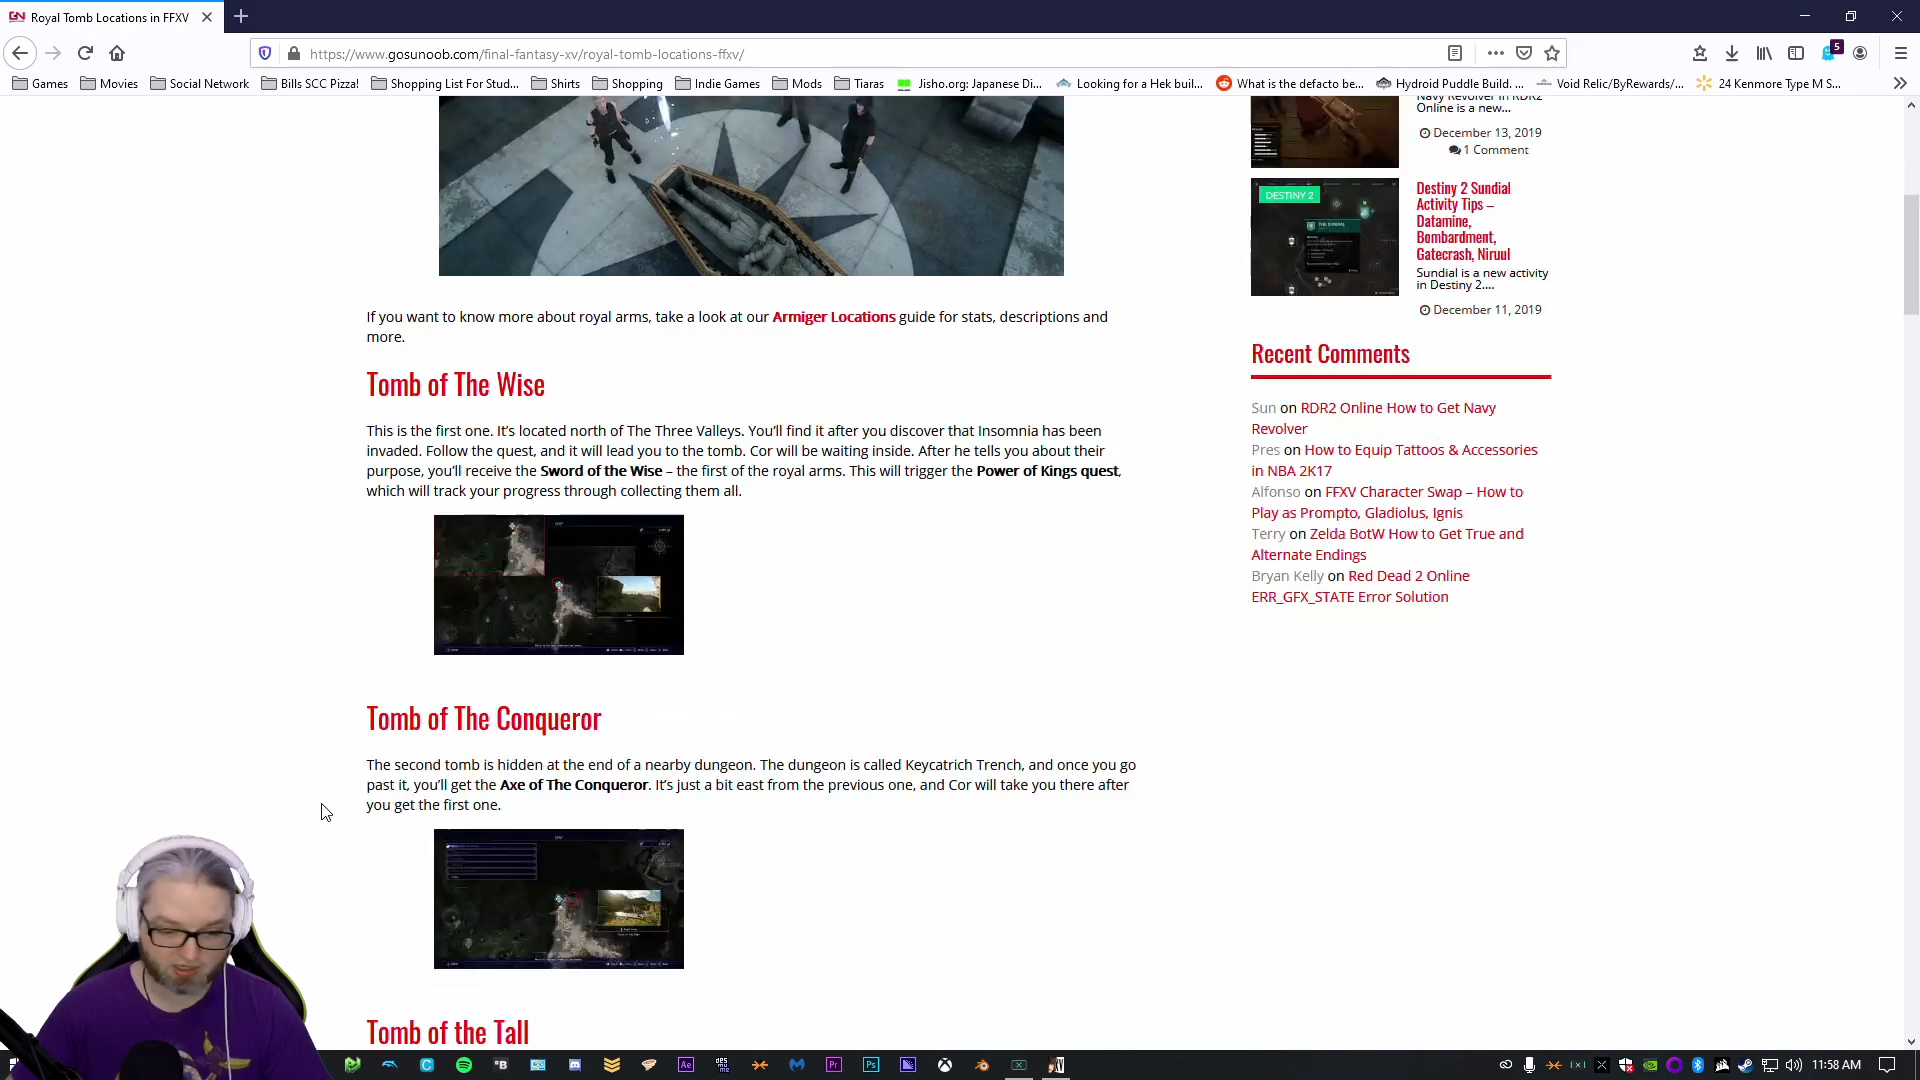 Royal Tomb Locations in FFXV
https://www.gosunoob.com/final-fantasy-xv/royal-tomb-locations-ffxv/
5
Games Movies Social Network Bills SCC Pizza! Shopping List For Stud... Shirts Shopping Indie Games Mods Tiaras Jisho.org: Japanese Di... Looking for a Hek buil... What is the defacto be... Hydroid Puddle Build. ... Void Relic/ByRewards/... 24 Kenmore Type M S...
Navy Revolver in RDR2
Online is a new...
December 13, 2019
1 Comment
DESTINY 2
THE SUNDIAL
Destiny 2 Sundial
Activity Tips –
Datamine,
Bombardment,
Gatecrash, Niruul
Sundial is a new activity
in Destiny 2....
December 11, 2019
If you want to know more about royal arms, take a look at our Armiger Locations guide for stats, descriptions and
more.
Tomb of The Wise
This is the first one. It's located north of The Three Valleys. You'll find it after you discover that Insomnia has been
invaded. Follow the quest, and it will lead you to the tomb. Cor will be waiting inside. After he tells you about their
purpose, you'll receive the Sword of the Wise – the first of the royal arms. This will trigger the Power of Kings quest,
which will track your progress through collecting them all.
Tomb of The Conqueror
The second tomb is hidden at the end of a nearby dungeon. The dungeon is called Keycatrich Trench, and once you go
past it, you'll get the Axe of The Conqueror. It's just a bit east from the previous one, and Cor will take you there after
you get the first one.
Tomb of the Tall
Recent Comments
Sun on RDR2 Online How to Get Navy
Revolver
Pres on How to Equip Tattoos & Accessories
in NBA 2K17
Alfonso on FFXV Character Swap – How to
Play as Prompto, Gladiolus, Ignis
Terry on Zelda BotW How to Get True and
Alternate Endings
Bryan Kelly on Red Dead 2 Online
ERR_GFX_STATE Error Solution
11:58 AM